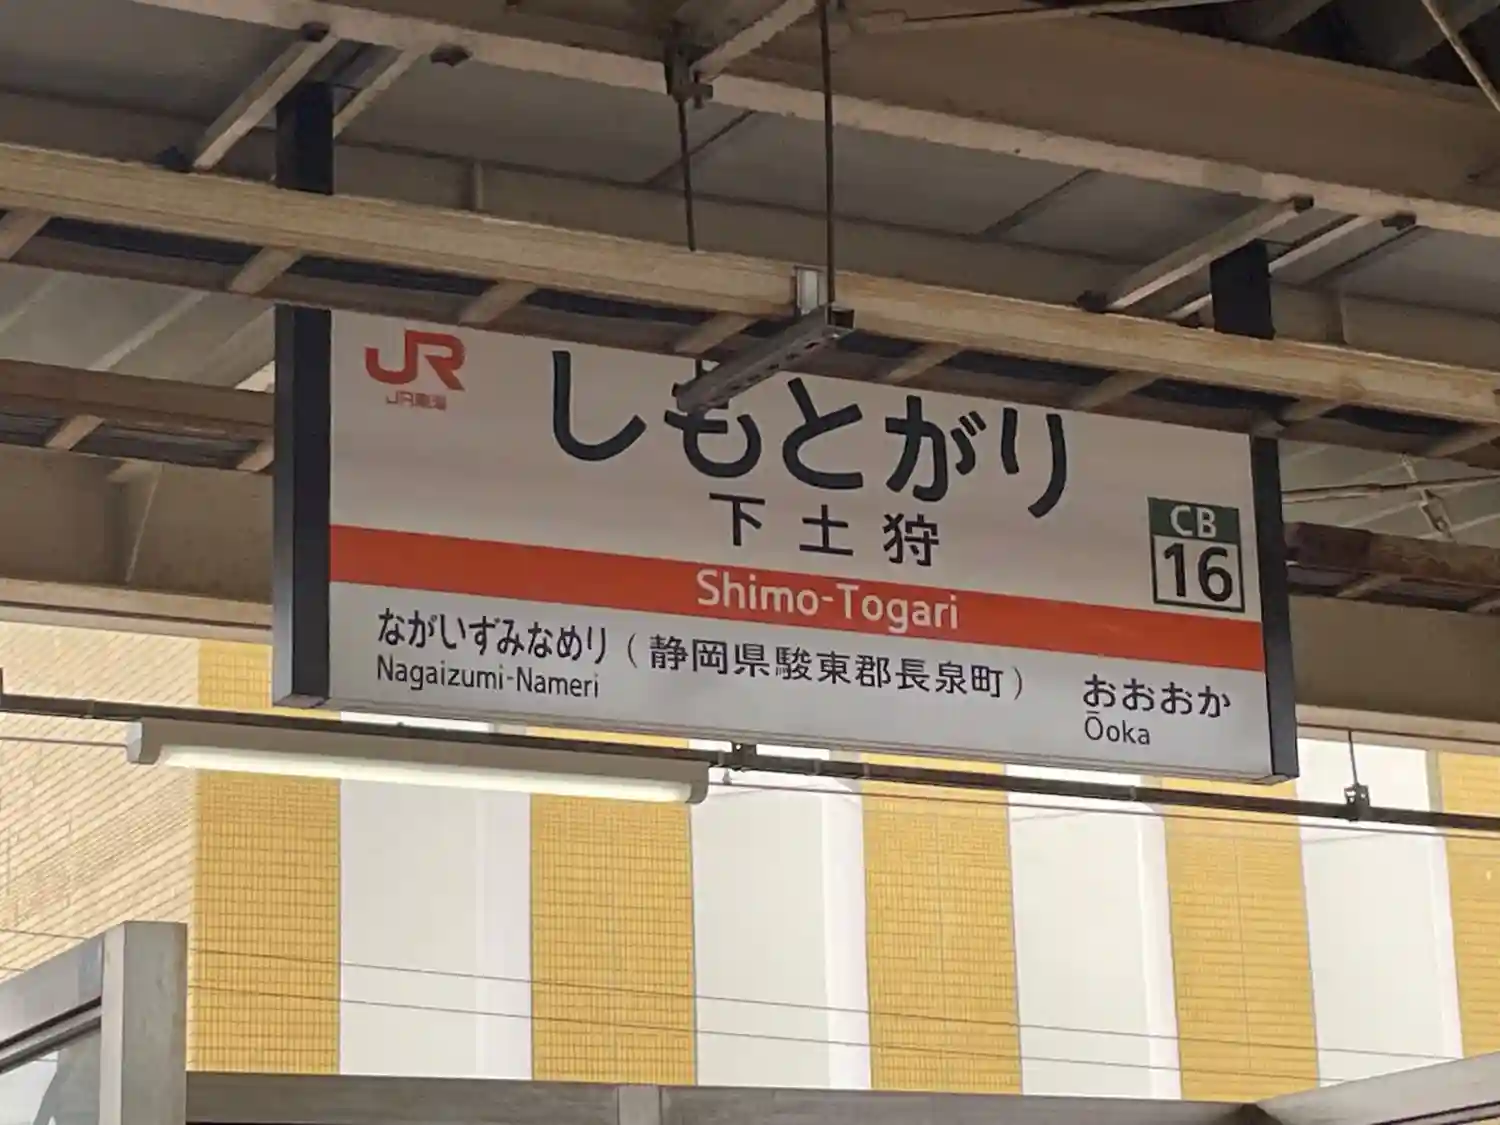 JR
JR東海
しもとがり
下土狩
CB
16
Shimo-Togari
ながいずみなめり
（静岡県駿東郡長泉町）
おおおか
Nagaizumi-Nameri
Ōoka